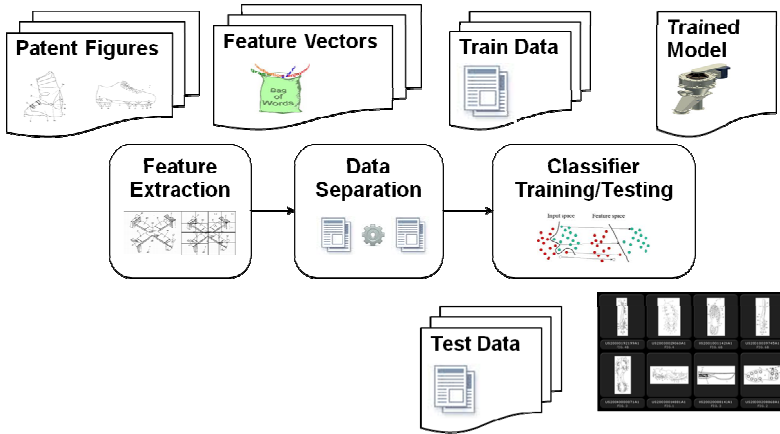 Patent Figures
Feature Vectors
Bag
of
Words
Train Data
Trained
Model
Feature
Extraction
Data
Separation
Classifier
Training/Testing
Input space
Feature space
Test Data